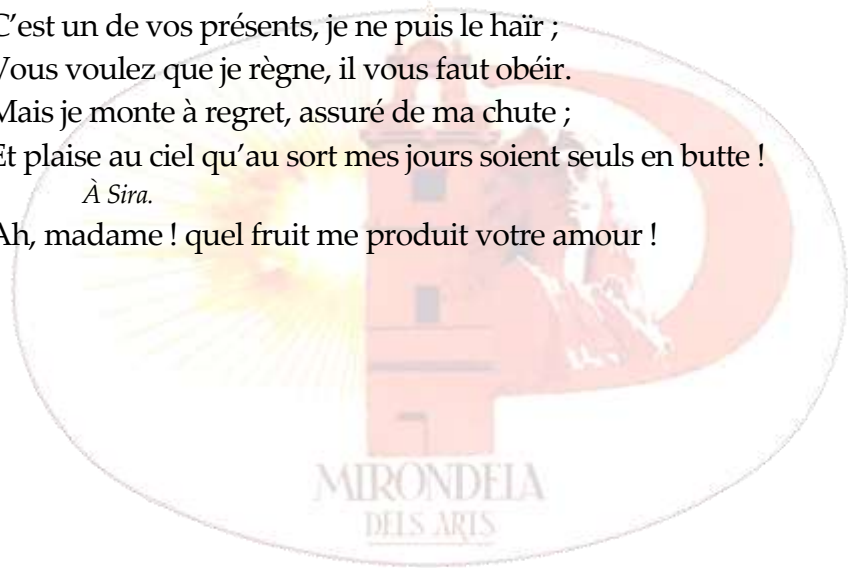 C’est un de vos présents, je ne puis le haïr ;
Vous voulez que je règne, il vous faut obéir.
Mais je monte à regret, assuré de ma chute ;
Et plaise au ciel qu’au sort mes jours soient seuls en butte !
À Sira.
Ah, madame ! quel fruit me produit votre amour !
MIRONDELA
DELS ARTS